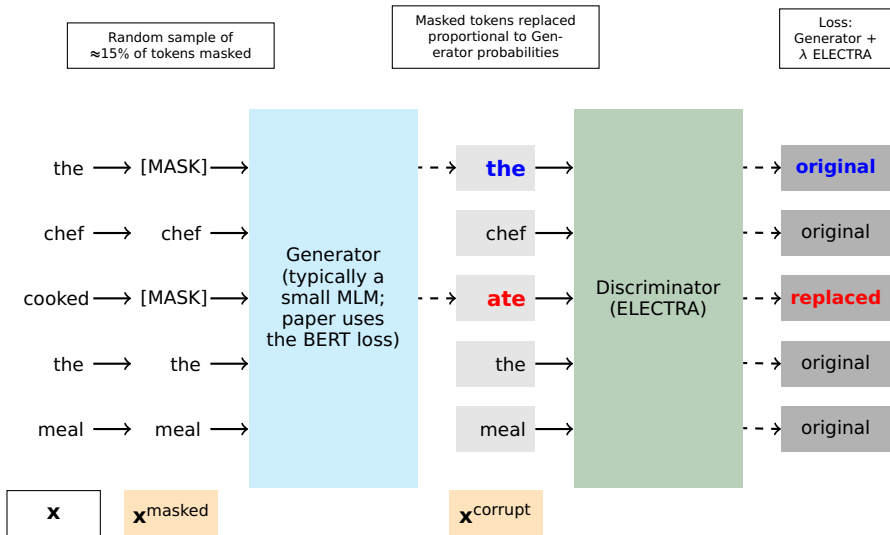 Random sample of
≈15% of tokens masked
Masked tokens replaced
proportional to Gen-
erator probabilities
Loss:
Generator +
λ ELECTRA
the [MASK] the original
chef chef chef original
cooked [MASK] ate replaced
the the the original
meal meal meal original
Generator
(typically a
small MLM;
paper uses
the BERT loss)
Discriminator
(ELECTRA)
x
x^masked
x^corrupt